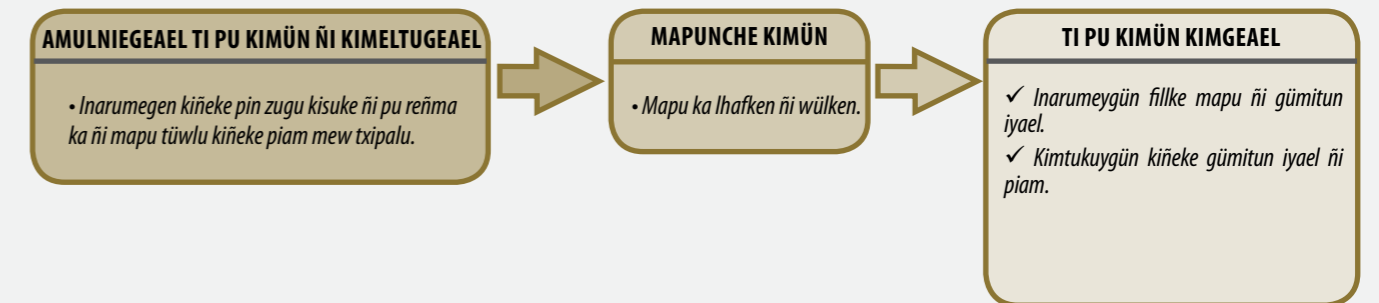 AMULNIEGEAEL TI PU KIMÜN ÑI KIMELTUGEAEL
• Inarumegen kiñeke pin zugu kisuke ñi pu reñma
ka ñi mapu tüwlu kiñeke piam mew txipalu.
MAPUNCHE KIMÜN
• Mapu ka lhafken ñi wülken.
TI PU KIMÜN KIMGEAEL
✓ Inarumeygün fillke mapu ñi gümitun
iyael.
✓ Kimtukuygün kiñeke gümitun iyael ñi
piam.